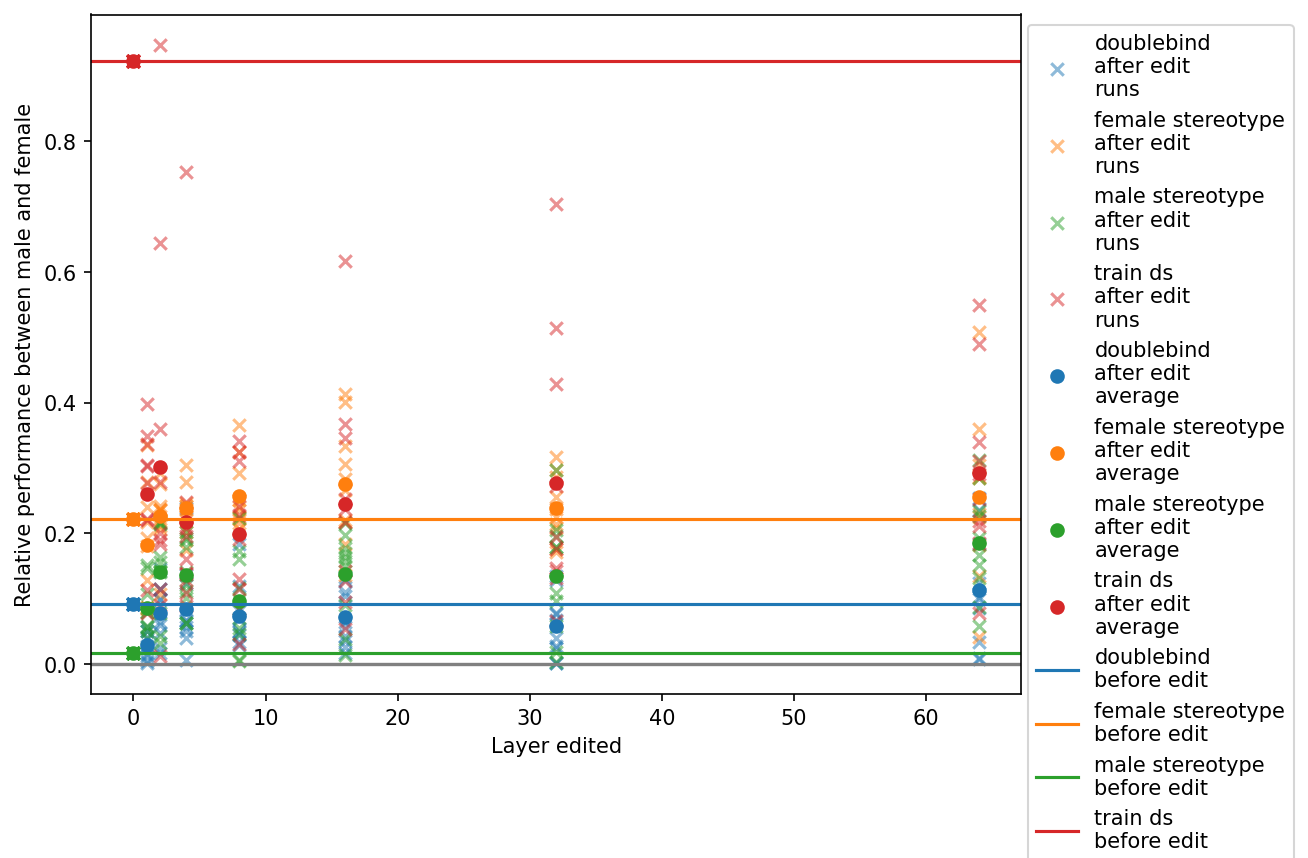 Relative performance between male and female
0.8
0.6
0.4
0.2
0.0
0 10 20 30 40 50 60
Layer edited
doublebind
after edit
runs
female stereotype
after edit
runs
male stereotype
after edit
runs
train ds
after edit
runs
doublebind
after edit
average
female stereotype
after edit
average
male stereotype
after edit
average
train ds
after edit
average
doublebind
before edit
female stereotype
before edit
male stereotype
before edit
train ds
before edit